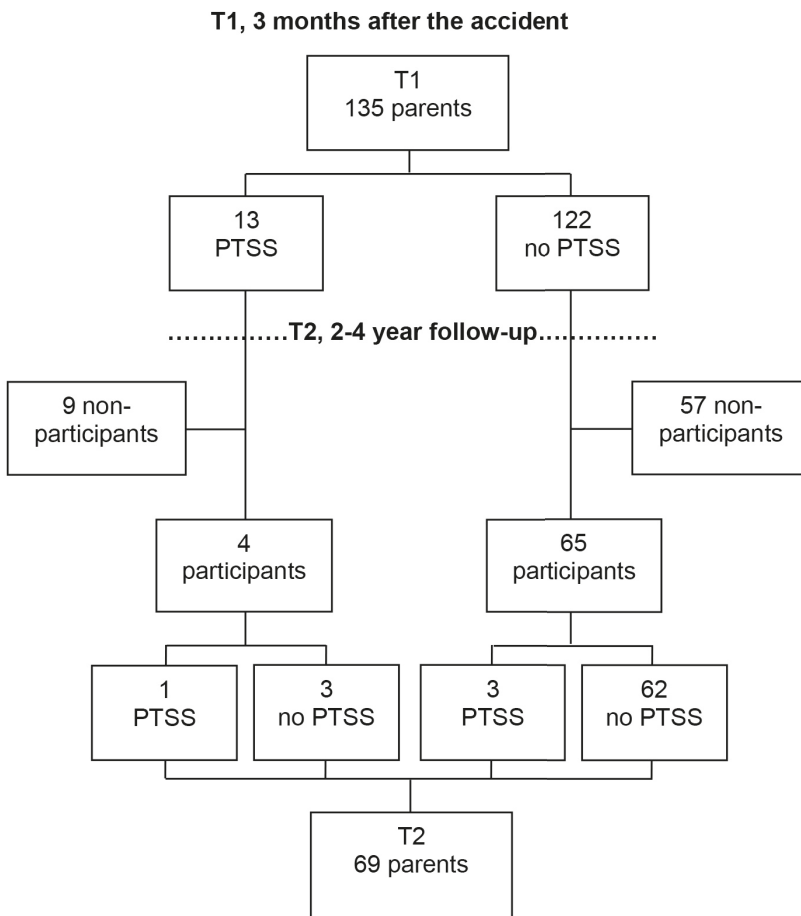 T1, 3 months after the accident
T1
135 parents
13
PTSS
122
no PTSS
..............T2, 2-4 year follow-up..............
9 non-
participants
57 non-
participants
4
participants
65
participants
1
PTSS
3
no PTSS
3
PTSS
62
no PTSS
T2
69 parents